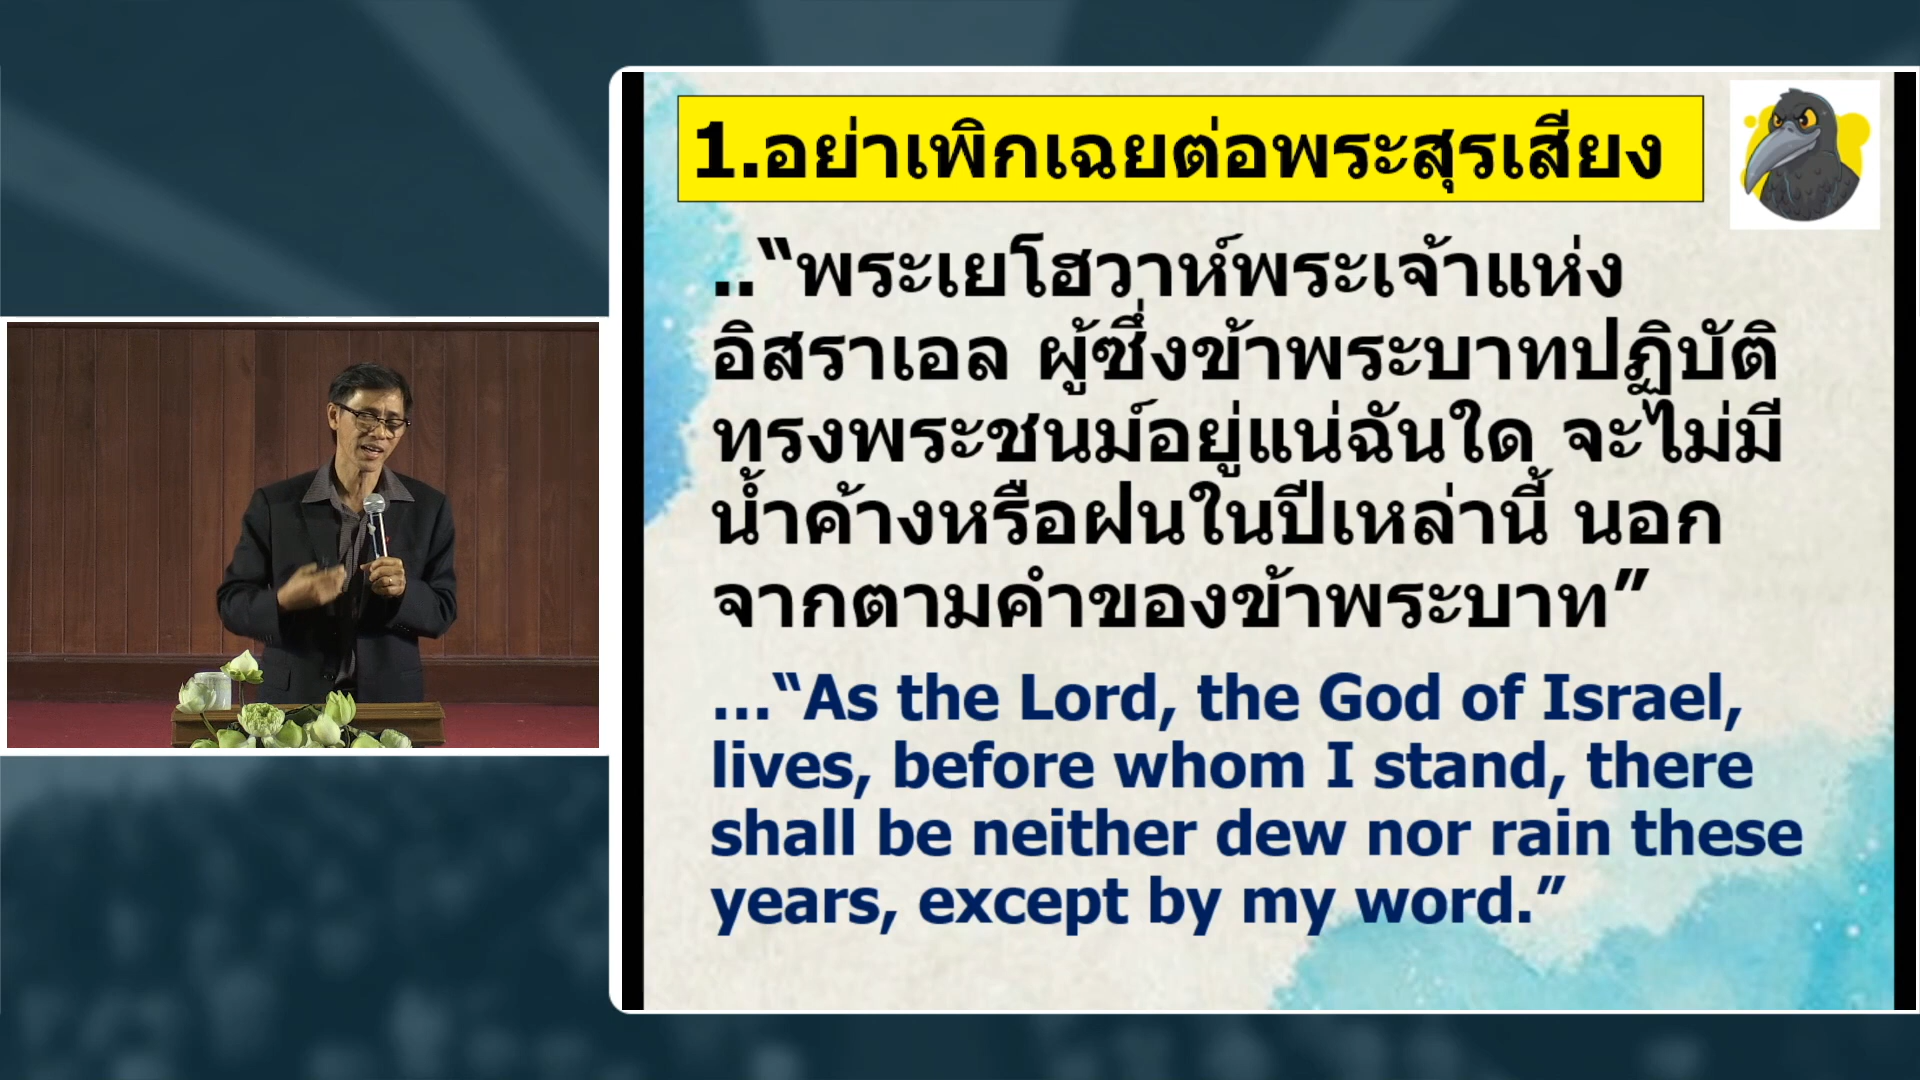 1.อย่าเพิกเฉยต่อพระสุรเสียง
..“พระเยโฮวาห์พระเจ้าแห่ง
อิสราเอล ผู้ซึ่งข้าพระบาทปฏิบัติ
ทรงพระชนม์อยู่แน่ฉันใด จะไม่มี
น้ำค้างหรือฝนในปีเหล่านี้ นอก
จากตามคำของข้าพระบาท”
...“As the Lord, the God of Israel,
lives, before whom I stand, there
shall be neither dew nor rain these
years, except by my word.”